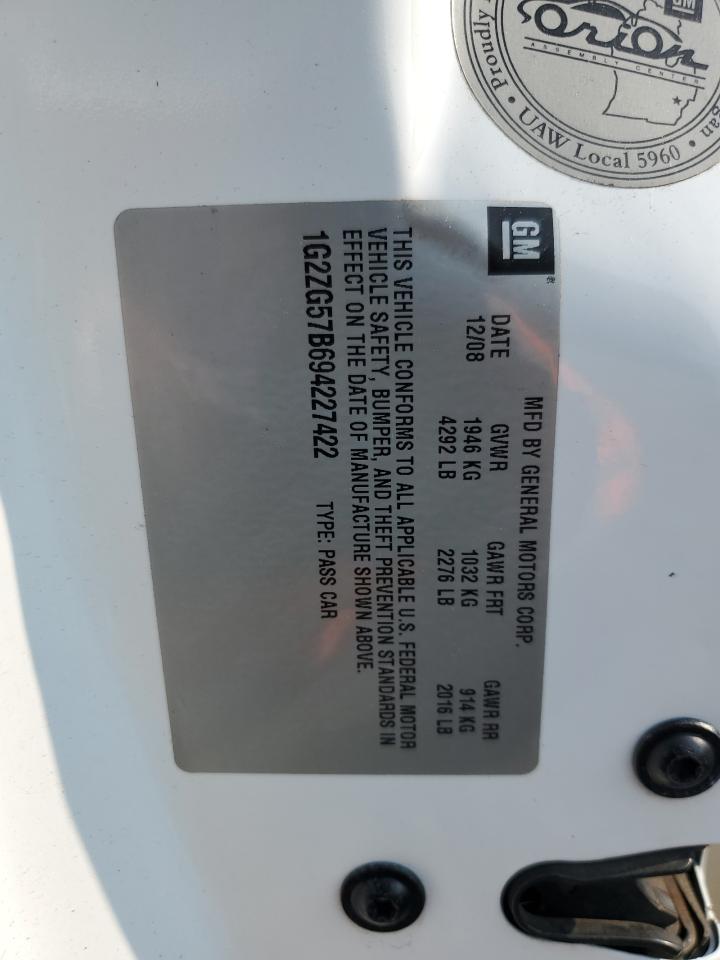 GM
Orion
ASSEMBLY CENTER
Proudly
UAW Local 5960
GM
MFD BY GENERAL MOTORS CORP.
DATE GVWR GAWR FRT GAWR RR
12/08 1946 KG 1032 KG 914 KG
4292 LB 2276 LB 2016 LB
THIS VEHICLE CONFORMS TO ALL APPLICABLE U.S. FEDERAL MOTOR
VEHICLE SAFETY, BUMPER, AND THEFT PREVENTION STANDARDS IN
EFFECT ON THE DATE OF MANUFACTURE SHOWN ABOVE.
1G2ZG57B694227422 TYPE: PASS CAR